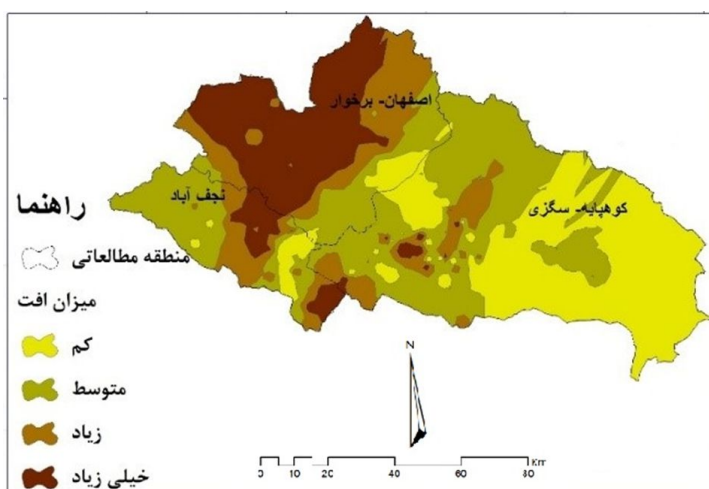 اصفهان- برخوار
نجف آباد
کوهپایه- سگزی
راهنما
منطقه مطالعاتی
میزان افت
کم
متوسط
زیاد
خیلی زیاد
N
0 10 20 40 60 80 Km